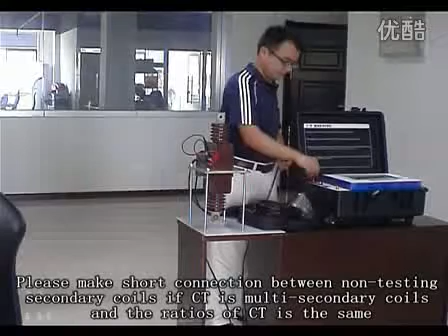 优酷
Please make short connection between non-testing
secondary coils if CT is multi-secondary coils
and the ratios of CT is the same